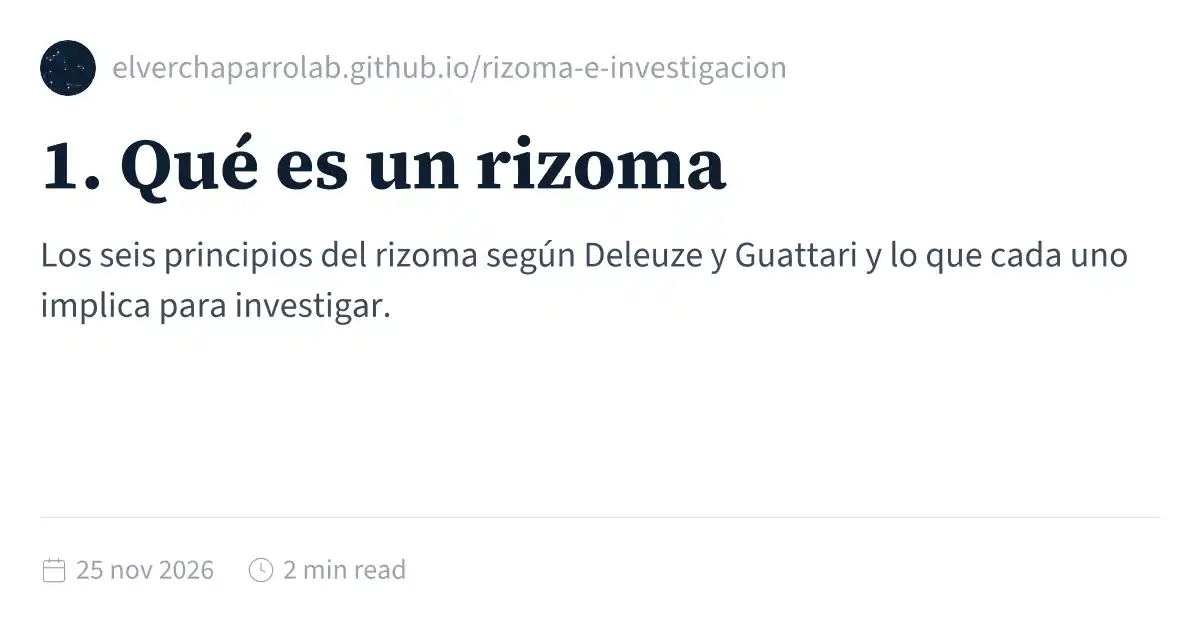 elverchaparrolab.github.io/rizoma-e-investigacion
1. Qué es un rizoma
Los seis principios del rizoma según Deleuze y Guattari y lo que cada uno
implica para investigar.
25 nov 2026 2 min read